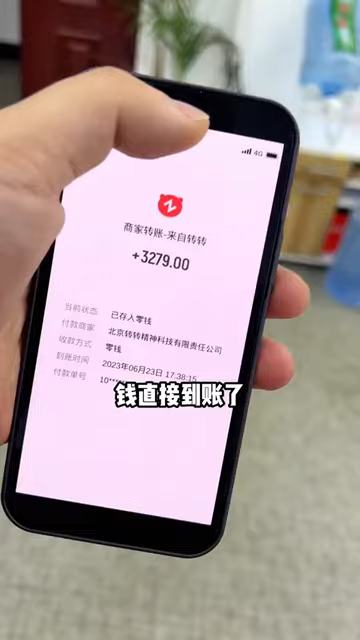 4G
商家转账-来自转转
+3279.00
当前状态 已存入零钱
付款商家 北京转转精神科技有限责任公司
收款方式 零钱
到账时间 2023年06月23日 17:38:15
付款单号 10
钱直接到账了